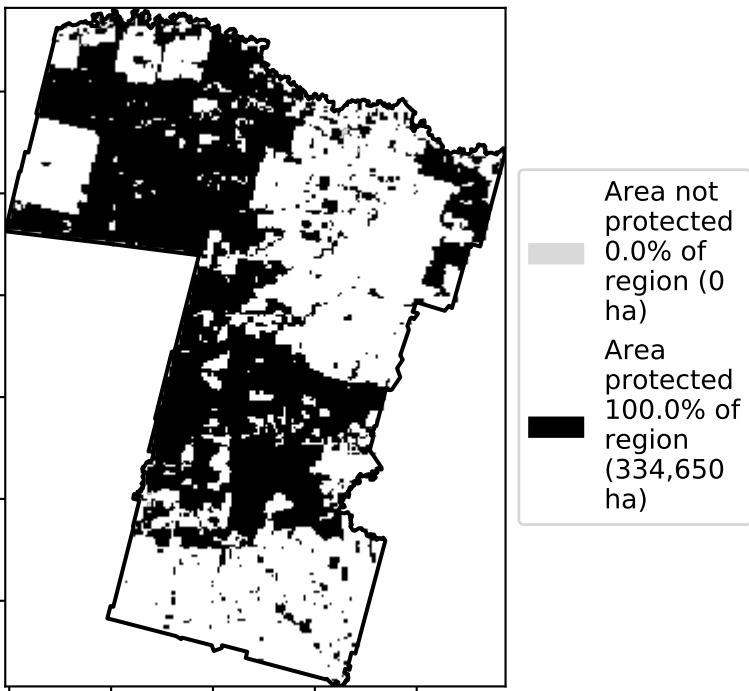 Area not
protected
0.0% of
region (0
ha)
Area
protected
100.0% of
region
(334,650
ha)